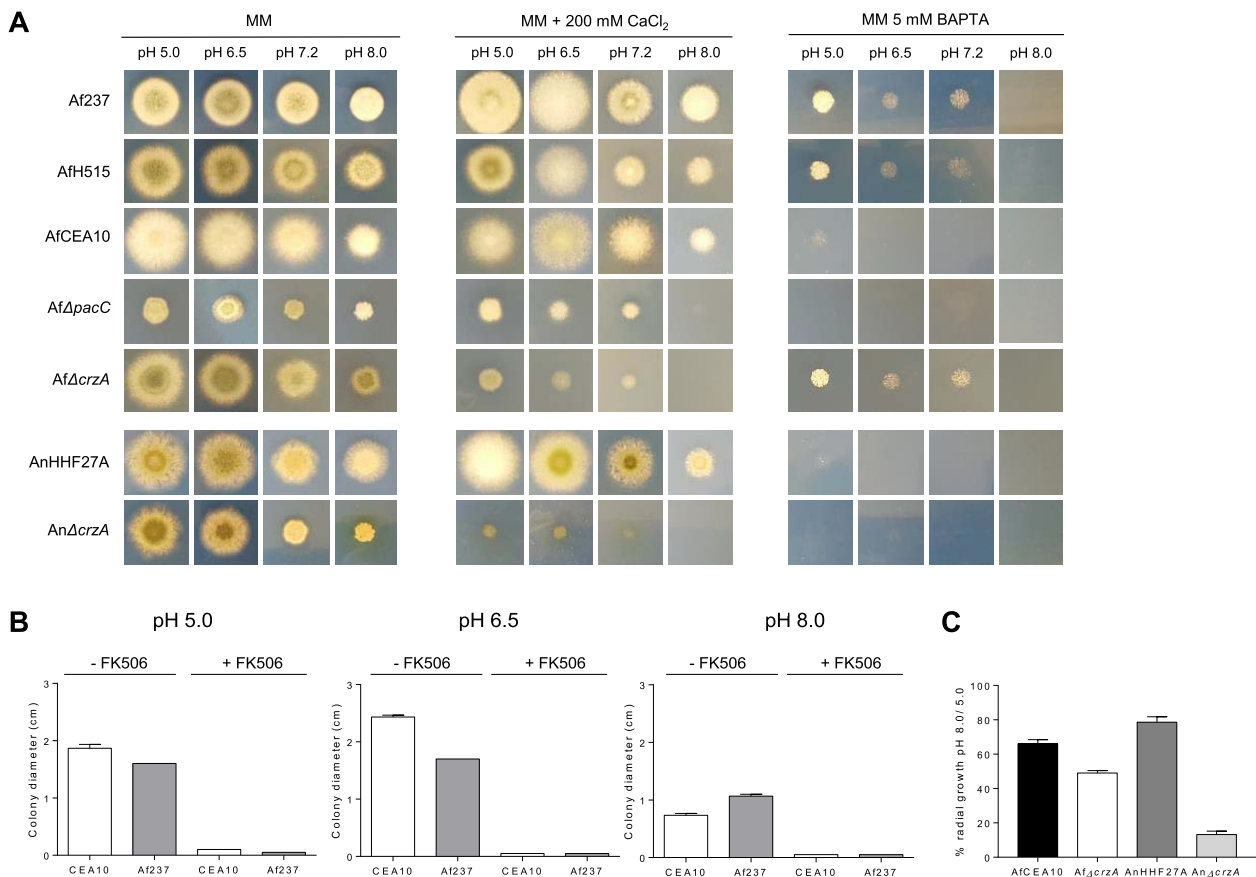 A
MM
MM + 200 mM CaCl₂
MM 5 mM BAPTA
pH 5.0 pH 6.5 pH 7.2 pH 8.0
pH 5.0 pH 6.5 pH 7.2 pH 8.0
pH 5.0 pH 6.5 pH 7.2 pH 8.0
Af237
AfH515
AfCEA10
AfΔpacC
AfΔcrzA
AnHHF27A
AnΔcrzA
B
pH 5.0
- FK506 + FK506
Colony diameter (cm)
3
2
1
0
CEA10 Af237 CEA10 Af237
pH 6.5
- FK506 + FK506
Colony diameter (cm)
3
2
1
0
CEA10 Af237 CEA10 Af237
pH 8.0
- FK506 + FK506
Colony diameter (cm)
3
2
1
0
CEA10 Af237 CEA10 Af237
C
% radial growth pH 8.0/ 5.0
100
80
60
40
20
0
AfCEA10 AfΔcrzA AnHHF27A AnΔcrzA